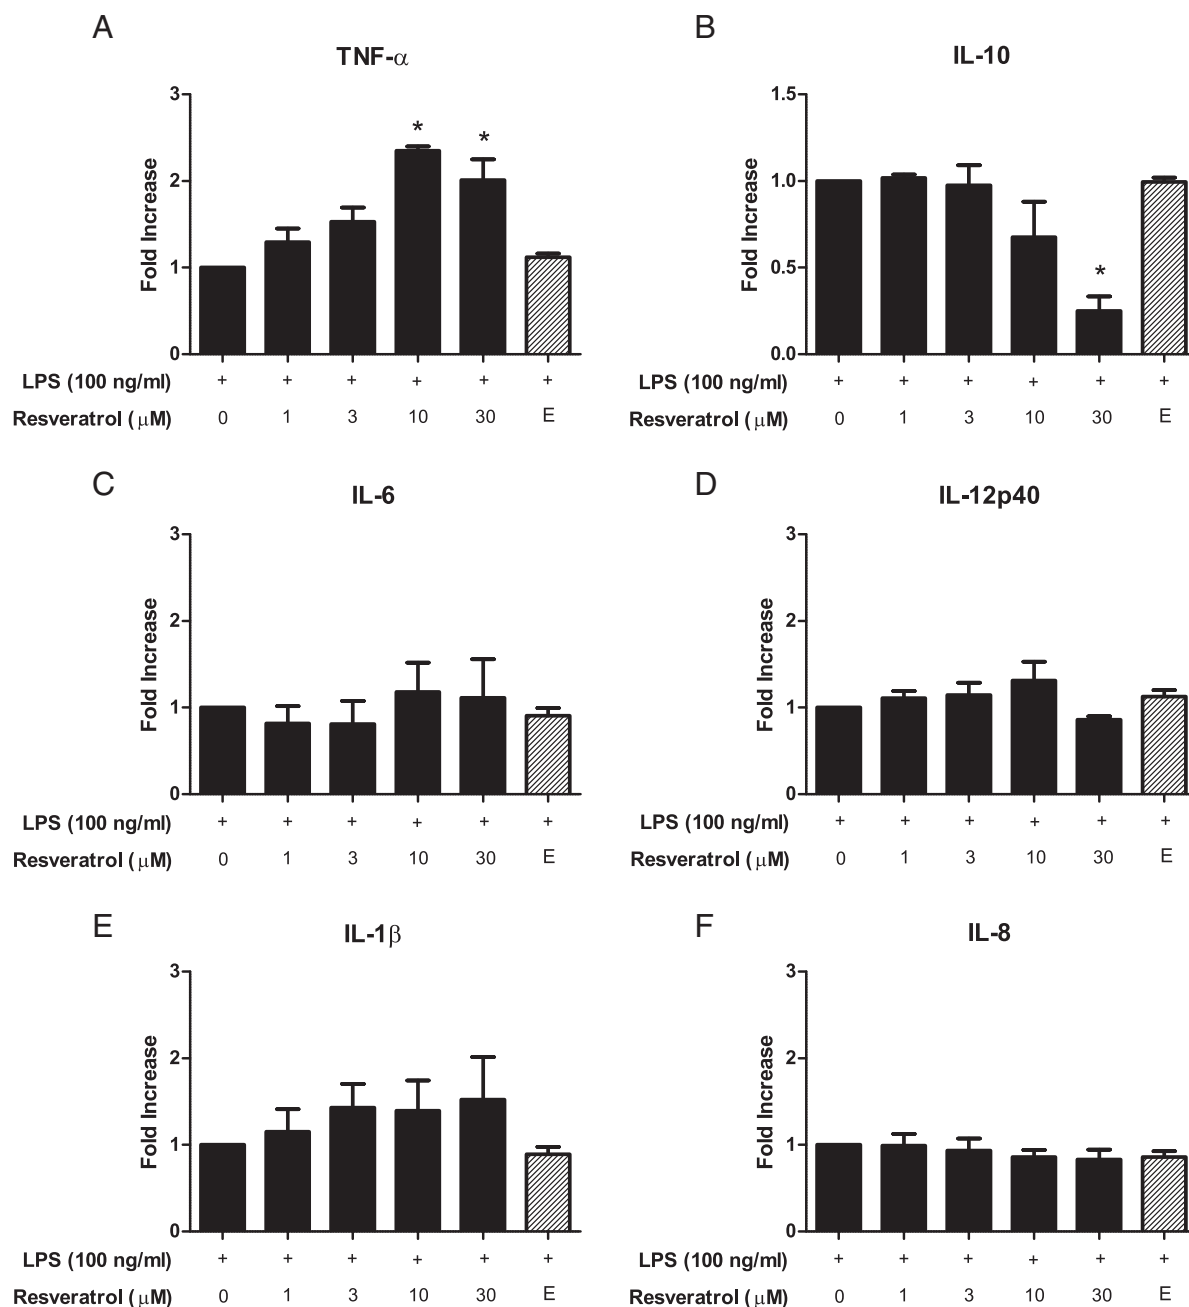 A
TNF-α
3
2
1
0
Fold Increase
* *
LPS (100 ng/ml) + + + + + +
Resveratrol (μM) 0 1 3 10 30 E
B
IL-10
1.5
1.0
0.5
0.0
Fold Increase
*
LPS (100 ng/ml) + + + + + +
Resveratrol (μM) 0 1 3 10 30 E
C
IL-6
3
2
1
0
Fold Increase
LPS (100 ng/ml) + + + + + +
Resveratrol (μM) 0 1 3 10 30 E
D
IL-12p40
3
2
1
0
Fold Increase
LPS (100 ng/ml) + + + + + +
Resveratrol (μM) 0 1 3 10 30 E
E
IL-1β
3
2
1
0
Fold Increase
LPS (100 ng/ml) + + + + + +
Resveratrol (μM) 0 1 3 10 30 E
F
IL-8
3
2
1
0
Fold Increase
LPS (100 ng/ml) + + + + + +
Resveratrol (μM) 0 1 3 10 30 E